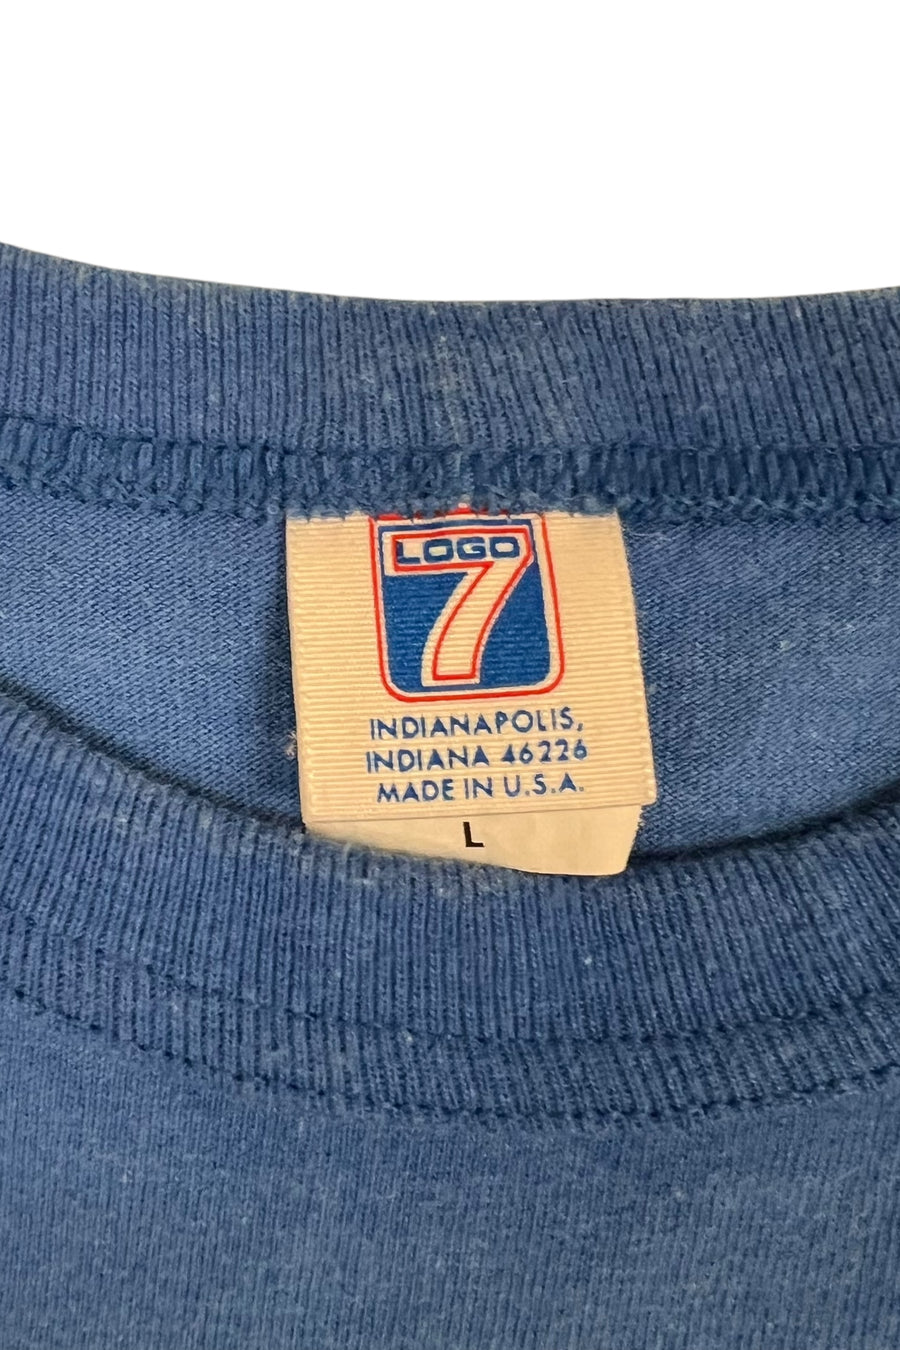 LOGO
7
INDIANAPOLIS,
INDIANA 46226
MADE IN U.S.A.
L